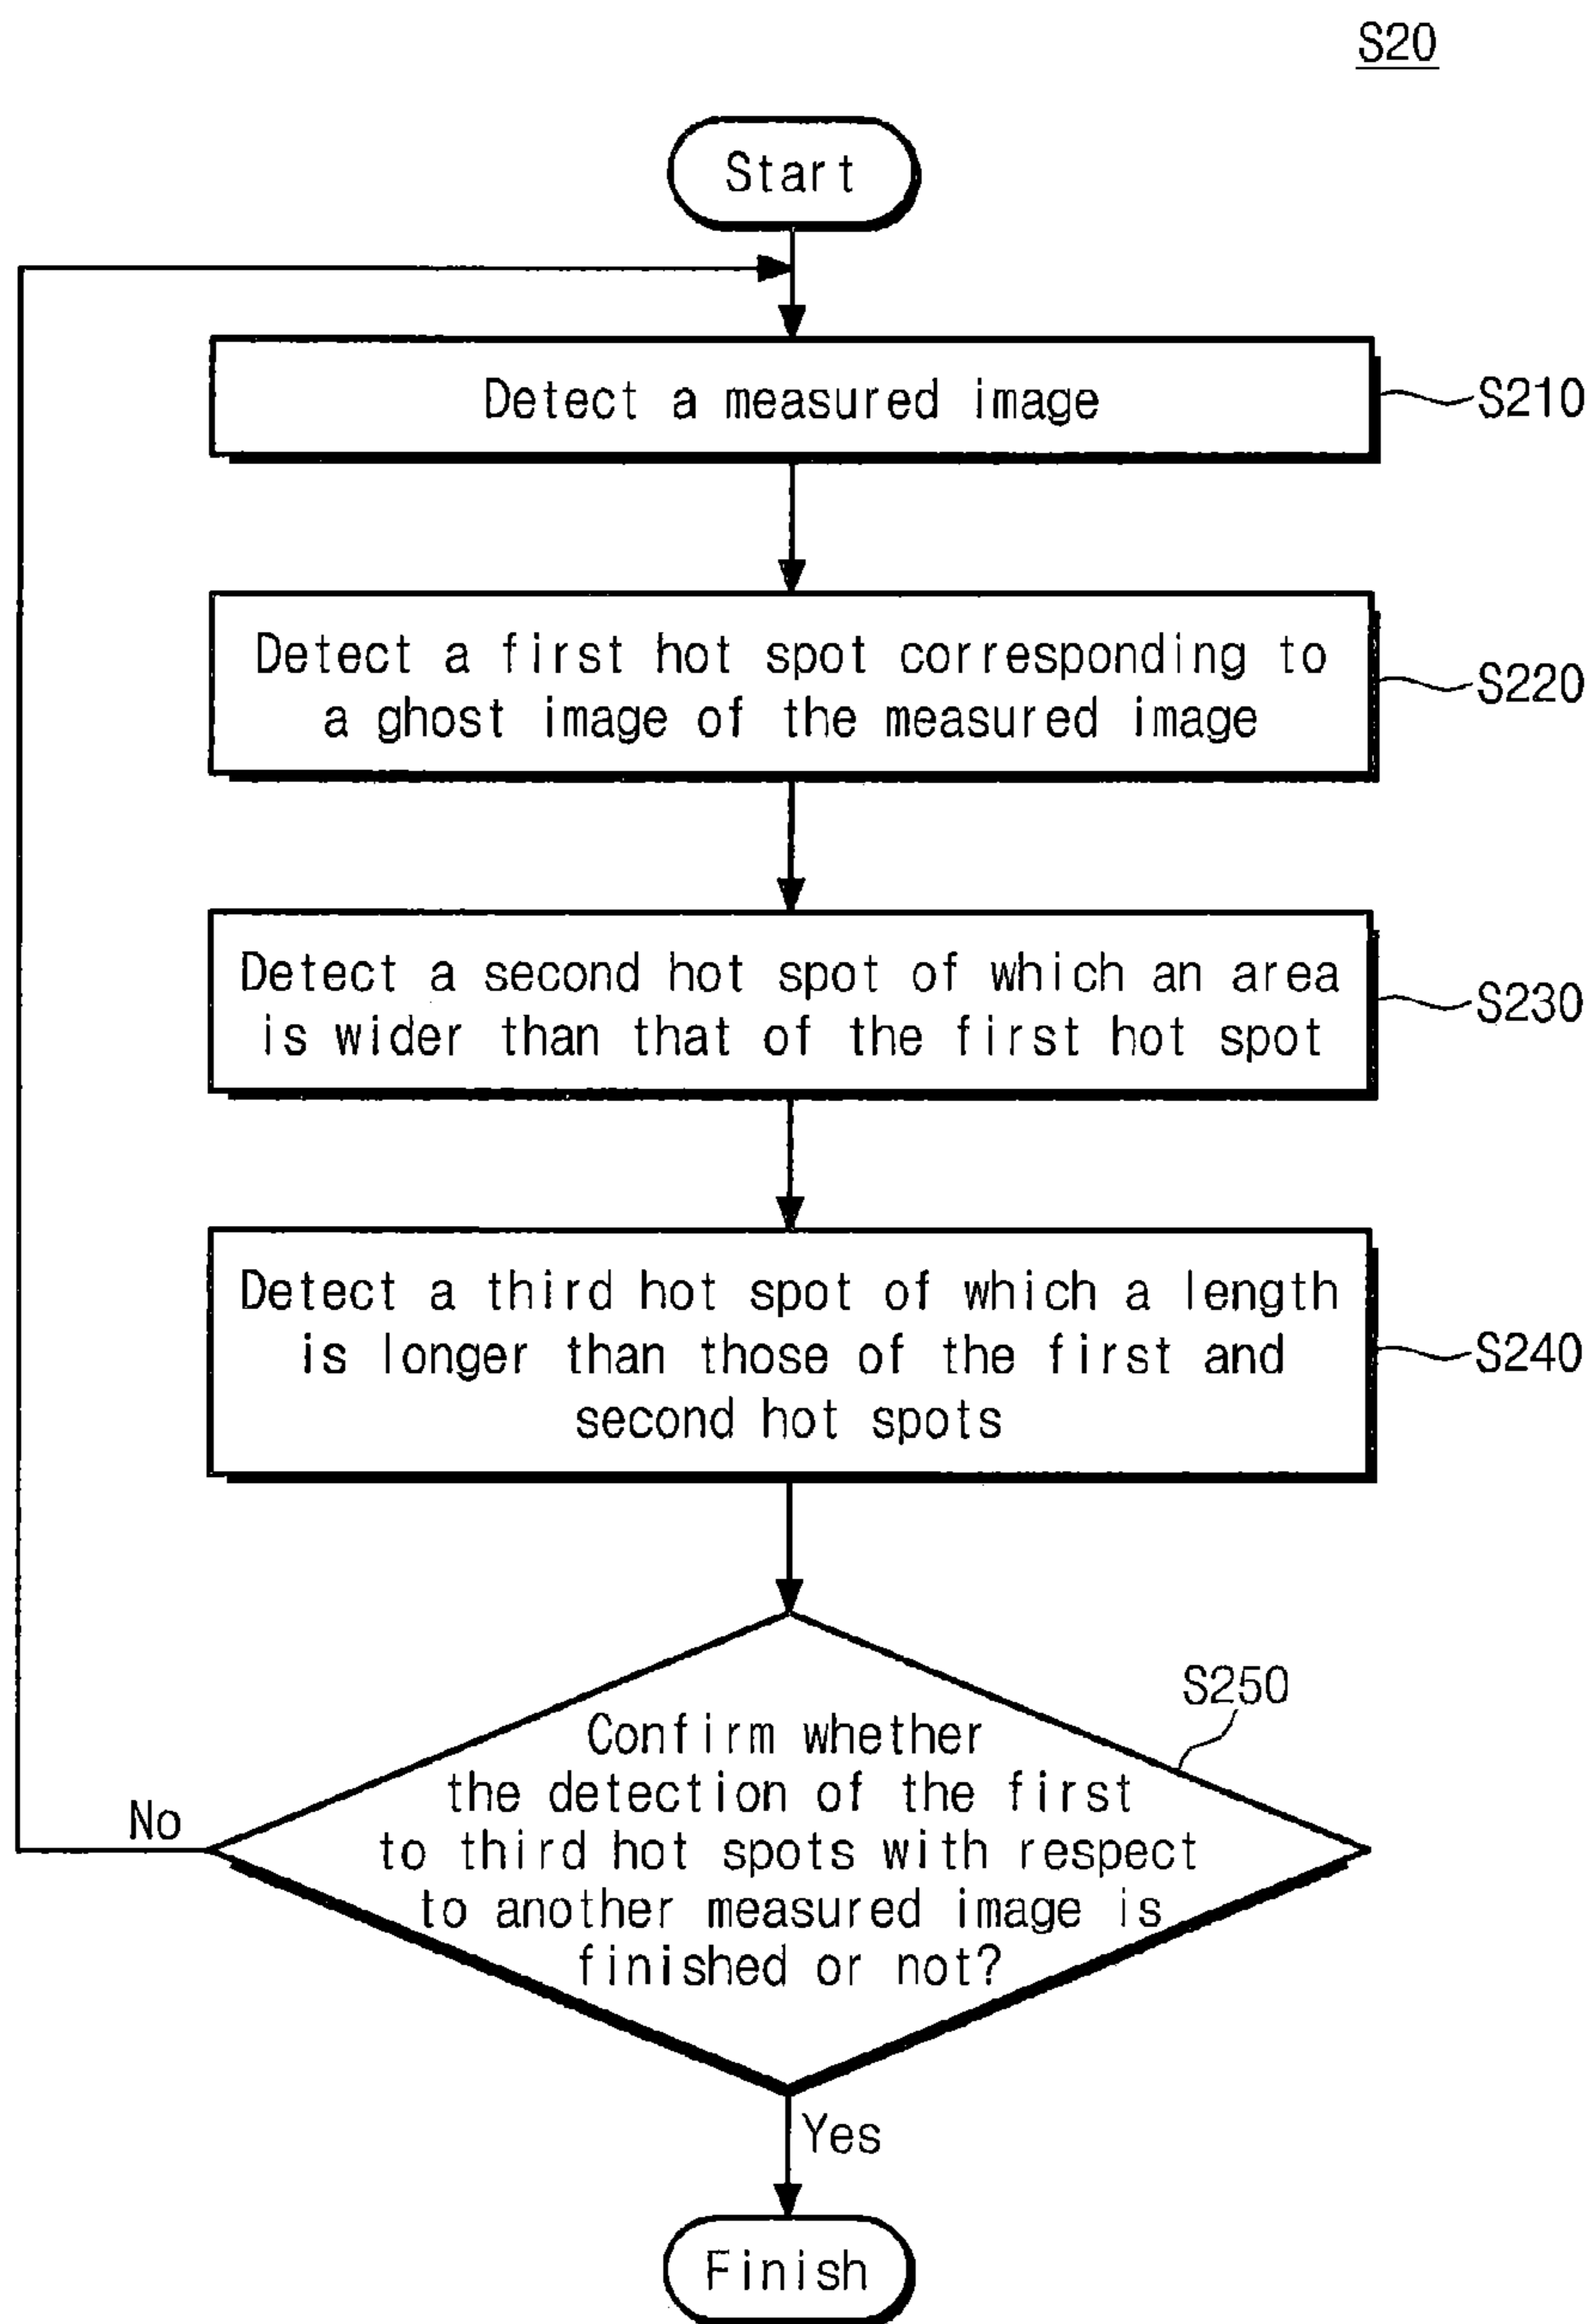 S20
Start
Detect a measured image
S210
Detect a first hot spot corresponding to
a ghost image of the measured image
S220
Detect a second hot spot of which an area
is wider than that of the first hot spot
S230
Detect a third hot spot of which a length
is longer than those of the first and
second hot spots
S240
S250
Confirm whether
the detection of the first
to third hot spots with respect
to another measured image is
finished or not?
No
Yes
Finish